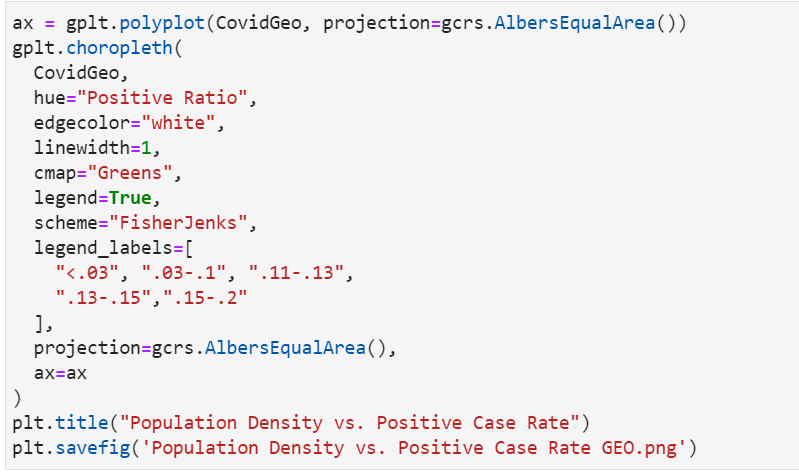 ax = gplt.polyplot(CovidGeo, projection=gcrs.AlbersEqualArea())
gplt.choropleth(
  CovidGeo,
  hue="Positive Ratio",
  edgecolor="white",
  linewidth=1,
  cmap="Greens",
  legend=True,
  scheme="FisherJenks",
  legend_labels=[
    "<.03", ".03-.1", ".11-.13",
    ".13-.15",".15-.2"
  ],
  projection=gcrs.AlbersEqualArea(),
  ax=ax
)
plt.title("Population Density vs. Positive Case Rate")
plt.savefig('Population Density vs. Positive Case Rate GEO.png')